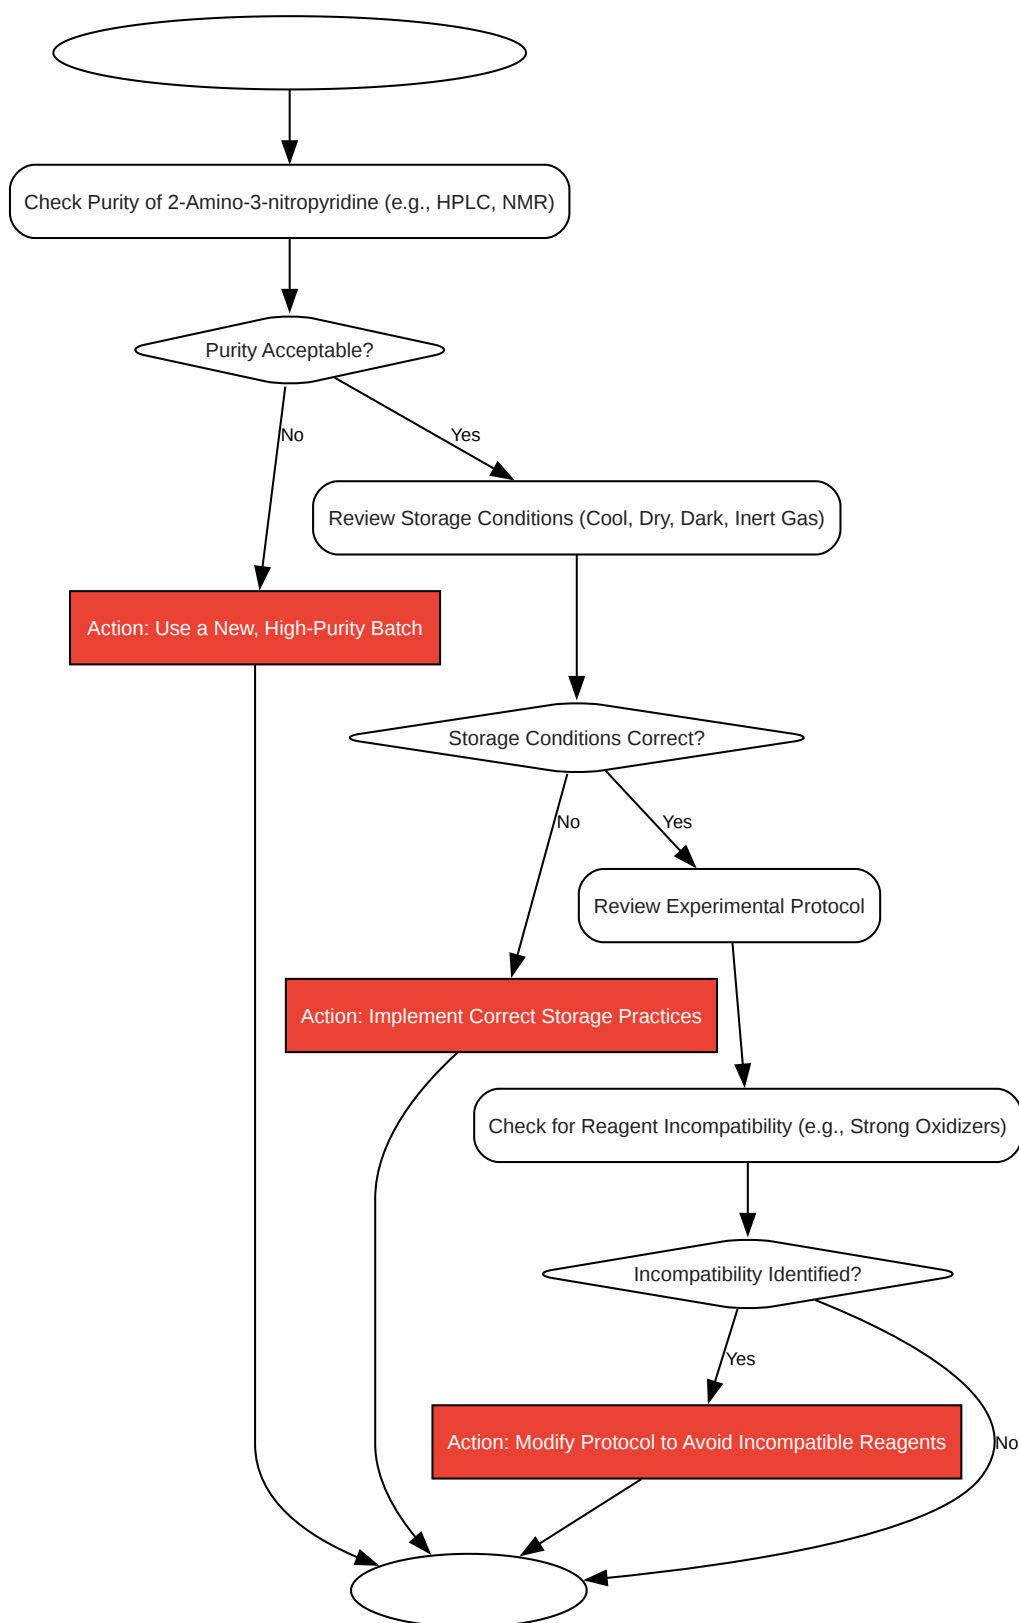 Check Purity of 2-Amino-3-nitropyridine (e.g., HPLC, NMR)
Purity Acceptable?
No
Yes
Review Storage Conditions (Cool, Dry, Dark, Inert Gas)
Action: Use a New, High-Purity Batch
Storage Conditions Correct?
No
Yes
Review Experimental Protocol
Action: Implement Correct Storage Practices
Check for Reagent Incompatibility (e.g., Strong Oxidizers)
Incompatibility Identified?
Yes
Action: Modify Protocol to Avoid Incompatible Reagents
No